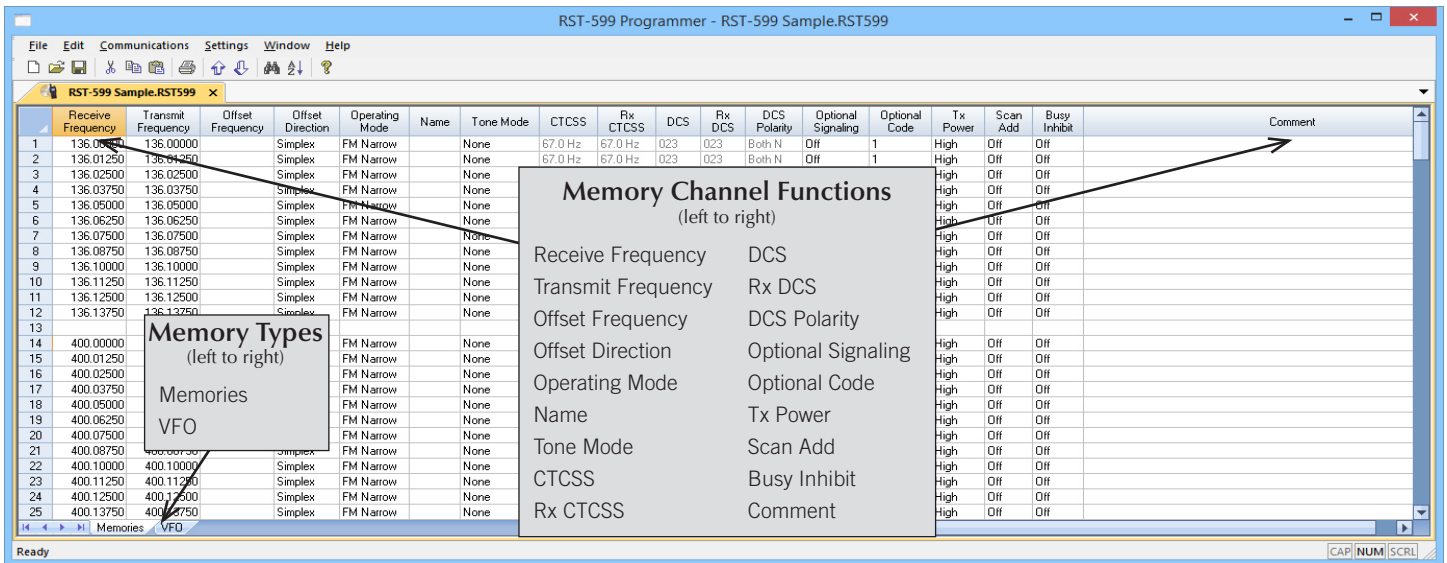 RST-599 Programmer - RST-599 Sample.RST599
File Edit Communications Settings Window Help
RST-599 Sample.RST599
Receive Frequency Transmit Frequency Offset Frequency Offset Direction Operating Mode Name Tone Mode CTCSS Rx CTCSS DCS Rx DCS DCS Polarity Optional Signaling Optional Code Tx Power Scan Add Busy Inhibit Comment
1 136.00000 136.00000 Simplex FM Narrow None 67.0 Hz 67.0 Hz 023 023 Both N Off 1 High Off Off
2 136.01250 136.01250 Simplex FM Narrow None 67.0 Hz 67.0 Hz 023 023 Both N Off 1 High Off Off
3 136.02500 136.02500 Simplex FM Narrow None High Off Off
4 136.03750 136.03750 Simplex FM Narrow None High Off Off
5 136.05000 136.05000 Simplex FM Narrow None High Off Off
6 136.06250 136.06250 Simplex FM Narrow None High Off Off
7 136.07500 136.07500 Simplex FM Narrow None High Off Off
8 136.08750 136.08750 Simplex FM Narrow None High Off Off
9 136.10000 136.10000 Simplex FM Narrow None High Off Off
10 136.11250 136.11250 Simplex FM Narrow None High Off Off
11 136.12500 136.12500 Simplex FM Narrow None High Off Off
12 136.13750 136.13750 Simplex FM Narrow None High Off Off
13
14 400.00000 FM Narrow None High Off Off
15 400.01250 FM Narrow None High Off Off
16 400.02500 FM Narrow None High Off Off
17 400.03750 FM Narrow None High Off Off
18 400.05000 FM Narrow None High Off Off
19 400.06250 FM Narrow None High Off Off
20 400.07500 FM Narrow None High Off Off
21 400.08750 400.08750 Simplex FM Narrow None High Off Off
22 400.10000 400.10000 Simplex FM Narrow None High Off Off
23 400.11250 400.11250 Simplex FM Narrow None High Off Off
24 400.12500 400.12500 Simplex FM Narrow None High Off Off
25 400.13750 400.13750 Simplex FM Narrow None High Off Off
Memory Types
(left to right)
Memories
VFO
Memory Channel Functions
(left to right)
Receive Frequency
Transmit Frequency
Offset Frequency
Offset Direction
Operating Mode
Name
Tone Mode
CTCSS
Rx CTCSS
DCS
Rx DCS
DCS Polarity
Optional Signaling
Optional Code
Tx Power
Scan Add
Busy Inhibit
Comment
Memories VFO
Ready CAP NUM SCRL